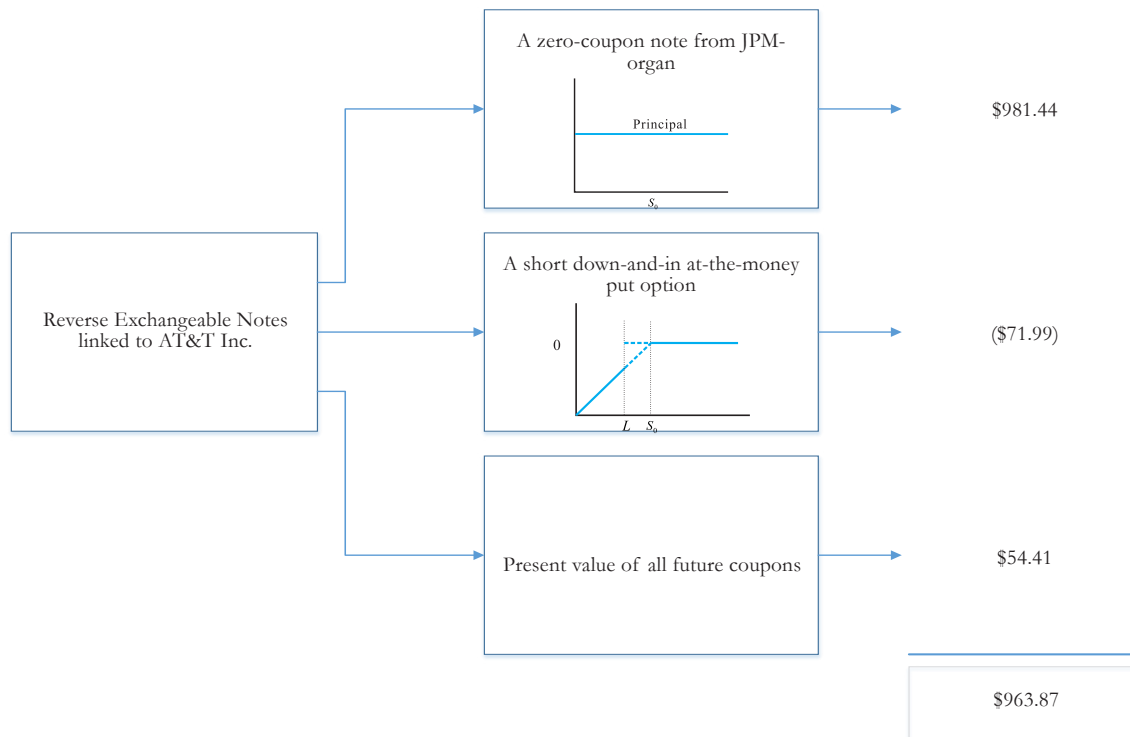 A zero-coupon note from JPM-
organ
Principal
S₀
$981.44
Reverse Exchangeable Notes
linked to AT&T Inc.
A short down-and-in at-the-money
put option
0
L S₀
($71.99)
Present value of all future coupons
$54.41
$963.87